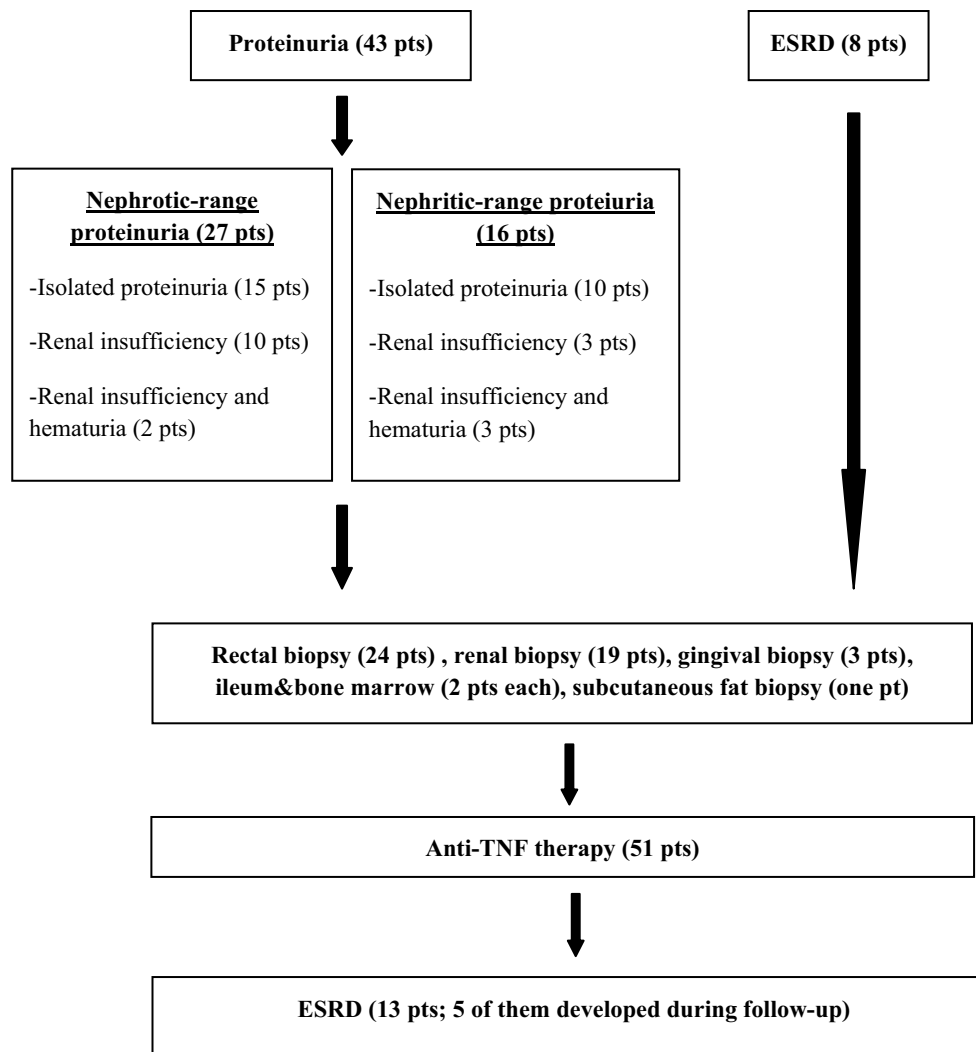 Proteinuria (43 pts)
ESRD (8 pts)
Nephrotic-range
proteinuria (27 pts)
-Isolated proteinuria (15 pts)
-Renal insufficiency (10 pts)
-Renal insufficiency and
hematuria (2 pts)
Nephritic-range proteiuria
(16 pts)
-Isolated proteinuria (10 pts)
-Renal insufficiency (3 pts)
-Renal insufficiency and
hematuria (3 pts)
Rectal biopsy (24 pts) , renal biopsy (19 pts), gingival biopsy (3 pts),
ileum&bone marrow (2 pts each), subcutaneous fat biopsy (one pt)
Anti-TNF therapy (51 pts)
ESRD (13 pts; 5 of them developed during follow-up)